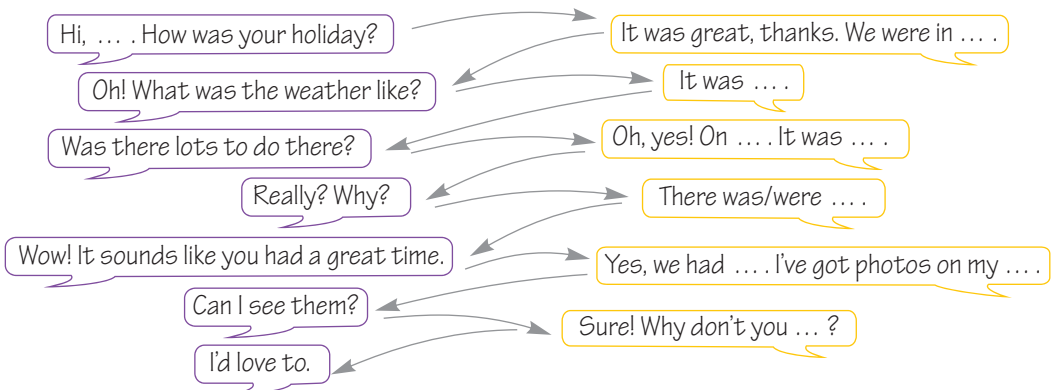 Hi, ... . How was your holiday?
It was great, thanks. We were in ... .
Oh! What was the weather like?
It was ... .
Was there lots to do there?
Oh, yes! On ... . It was ... .
Really? Why?
There was/were ... .
Wow! It sounds like you had a great time.
Yes, we had ... . I've got photos on my ... .
Can I see them?
Sure! Why don't you ... ?
I'd love to.